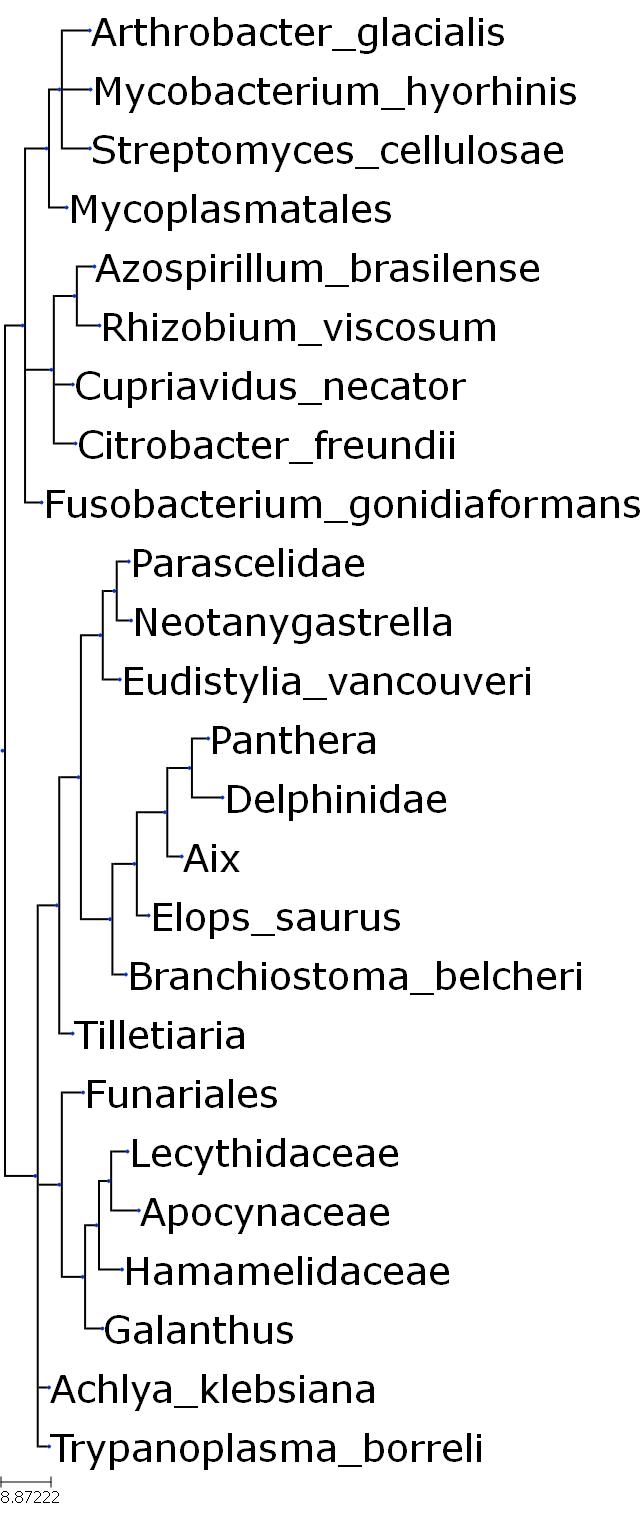 Arthrobacter_glacialis
Mycobacterium_hyorhinis
Streptomyces_cellulosae
Mycoplasmatales
Azospirillum_brasilense
Rhizobium_viscosum
Cupriavidus_necator
Citrobacter_freundii
Fusobacterium_gonidiaformans
Parascelidae
Neotanygastrella
Eudistylia_vancouveri
Panthera
Delphinidae
Aix
Elops_saurus
Branchiostoma_belcheri
Tilletiaria
Funariales
Lecythidaceae
Apocynaceae
Hamamelidaceae
Galanthus
Achlya_klebsiana
Trypanoplasma_borreli
8.87222